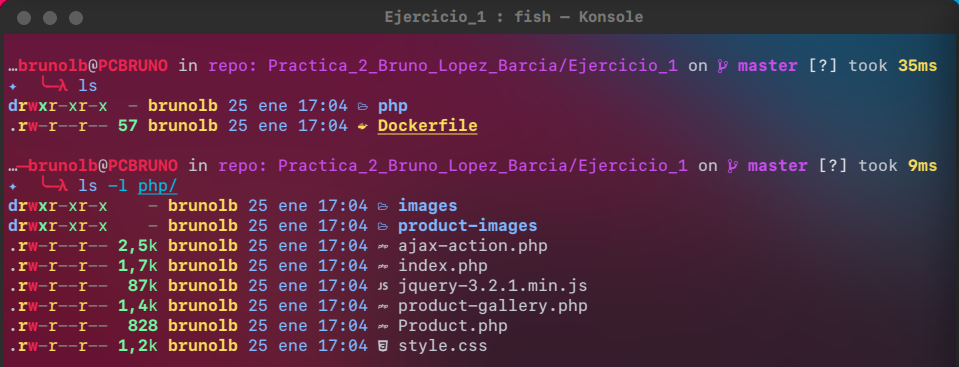 Ejercicio_1 : fish — Konsole
…brunolb@PCBRUNO in repo: Practica_2_Bruno_Lopez_Barcia/Ejercicio_1 on master [?] took 35ms
✦ ╰─λ ls
drwxr-xr-x - brunolb 25 ene 17:04 php
.rw-r--r-- 57 brunolb 25 ene 17:04 Dockerfile
…─brunolb@PCBRUNO in repo: Practica_2_Bruno_Lopez_Barcia/Ejercicio_1 on master [?] took 9ms
✦ ╰─λ ls -l php/
drwxr-xr-x - brunolb 25 ene 17:04 images
drwxr-xr-x - brunolb 25 ene 17:04 product-images
.rw-r--r-- 2,5k brunolb 25 ene 17:04 php ajax-action.php
.rw-r--r-- 1,7k brunolb 25 ene 17:04 php index.php
.rw-r--r-- 87k brunolb 25 ene 17:04 JS jquery-3.2.1.min.js
.rw-r--r-- 1,4k brunolb 25 ene 17:04 php product-gallery.php
.rw-r--r-- 828 brunolb 25 ene 17:04 php Product.php
.rw-r--r-- 1,2k brunolb 25 ene 17:04 style.css